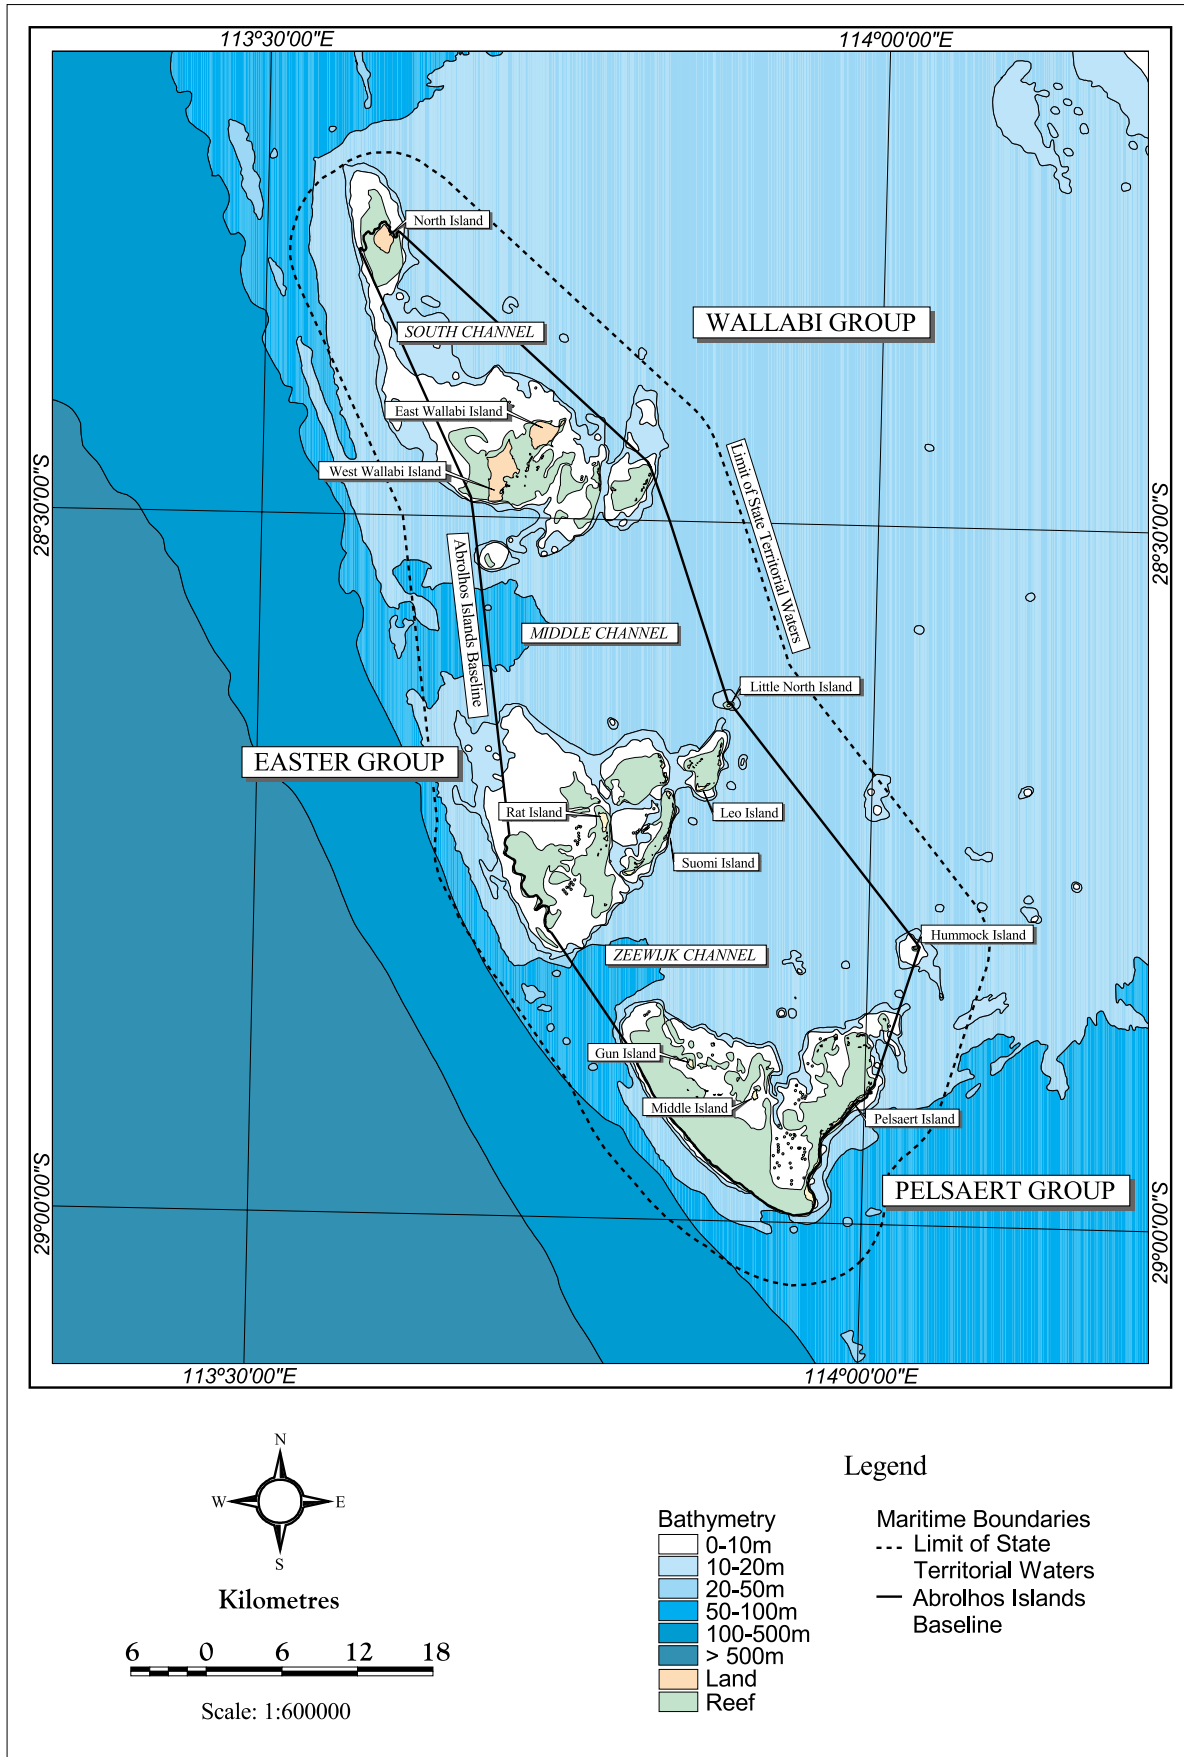 113º30'00"E
114º00'00"E
North Island
WALLABI GROUP
SOUTH CHANNEL
East Wallabi Island
West Wallabi Island
28º30'00"S
28º30'00"S
Limit of State Territorial Waters
Abrolhos Islands Baseline
MIDDLE CHANNEL
Little North Island
EASTER GROUP
Rat Island
Leo Island
Suomi Island
Hummock Island
ZEEWIJK CHANNEL
Gun Island
Middle Island
Pelsaert Island
PELSAERT GROUP
29º00'00"S
29º00'00"S
113º30'00"E
114º00'00"E
N
W
E
S
Kilometres
6 0 6 12 18
Scale: 1:600000
Legend
Bathymetry
0-10m
10-20m
20-50m
50-100m
100-500m
> 500m
Land
Reef
Maritime Boundaries
Limit of State
Territorial Waters
Abrolhos Islands
Baseline